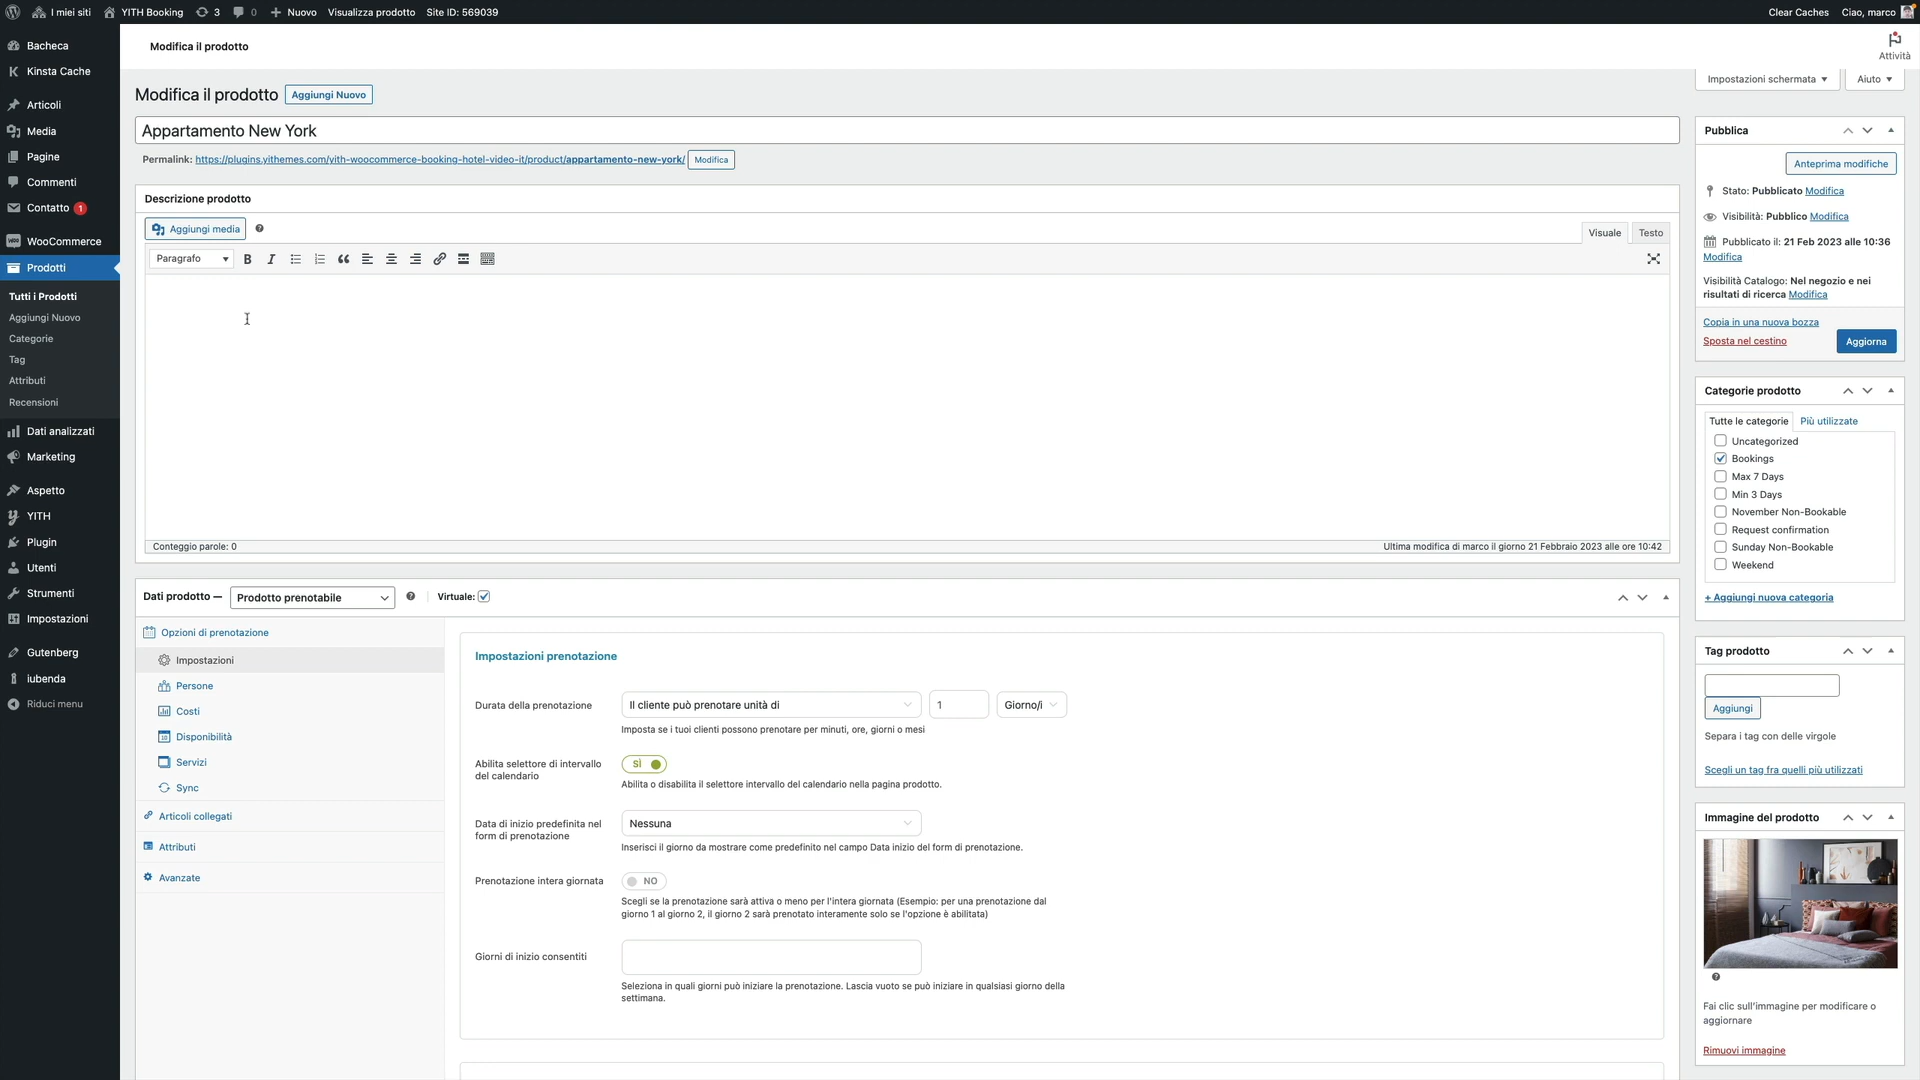 I miei siti
YITH Booking
3
0
Nuovo
Visualizza prodotto
Site ID: 569039
Clear Caches
Ciao, marco
Bacheca
Kinsta Cache
Articoli
Media
Pagine
Commenti
Contatto 1
WooCommerce
Prodotti
Tutti i Prodotti
Aggiungi Nuovo
Categorie
Tag
Attributi
Recensioni
Dati analizzati
Marketing
Aspetto
YITH
Plugin
Utenti
Strumenti
Impostazioni
Gutenberg
iubenda
Riduci menu
Modifica il prodotto
Attività
Impostazioni schermata
Aiuto
Modifica il prodotto
Aggiungi Nuovo
Appartamento New York
Permalink: https://plugins.yithemes.com/yith-woocommerce-booking-hotel-video-it/product/appartamento-new-york/ Modifica
Descrizione prodotto
Aggiungi media
Visuale
Testo
Paragrafo
Conteggio parole: 0
Ultima modifica di marco il giorno 21 Febbraio 2023 alle ore 10:42
Dati prodotto —
Prodotto prenotabile
Virtuale:
Opzioni di prenotazione
Impostazioni
Persone
Costi
Disponibilità
Servizi
Sync
Articoli collegati
Attributi
Avanzate
Impostazioni prenotazione
Durata della prenotazione
Il cliente può prenotare unità di
1
Giorno/i
Imposta se i tuoi clienti possono prenotare per minuti, ore, giorni o mesi
Abilita selettore di intervallo
del calendario
SÌ
Abilita o disabilita il selettore intervallo del calendario nella pagina prodotto.
Data di inizio predefinita nel
form di prenotazione
Nessuna
Inserisci il giorno da mostrare come predefinito nel campo Data inizio del form di prenotazione.
Prenotazione intera giornata
NO
Scegli se la prenotazione sarà attiva o meno per l'intera giornata (Esempio: per una prenotazione dal
giorno 1 al giorno 2, il giorno 2 sarà prenotato interamente solo se l'opzione è abilitata)
Giorni di inizio consentiti
Seleziona in quali giorni può iniziare la prenotazione. Lascia vuoto se può iniziare in qualsiasi giorno della
settimana.
Pubblica
Anteprima modifiche
Stato: Pubblicato Modifica
Visibilità: Pubblico Modifica
Pubblicato il: 21 Feb 2023 alle 10:36
Modifica
Visibilità Catalogo: Nel negozio e nei
risultati di ricerca Modifica
Copia in una nuova bozza
Sposta nel cestino
Aggiorna
Categorie prodotto
Tutte le categorie
Più utilizzate
Uncategorized
Bookings
Max 7 Days
Min 3 Days
November Non-Bookable
Request confirmation
Sunday Non-Bookable
Weekend
+ Aggiungi nuova categoria
Tag prodotto
Aggiungi
Separa i tag con delle virgole
Scegli un tag fra quelli più utilizzati
Immagine del prodotto
Fai clic sull'immagine per modificare o
aggiornare
Rimuovi immagine